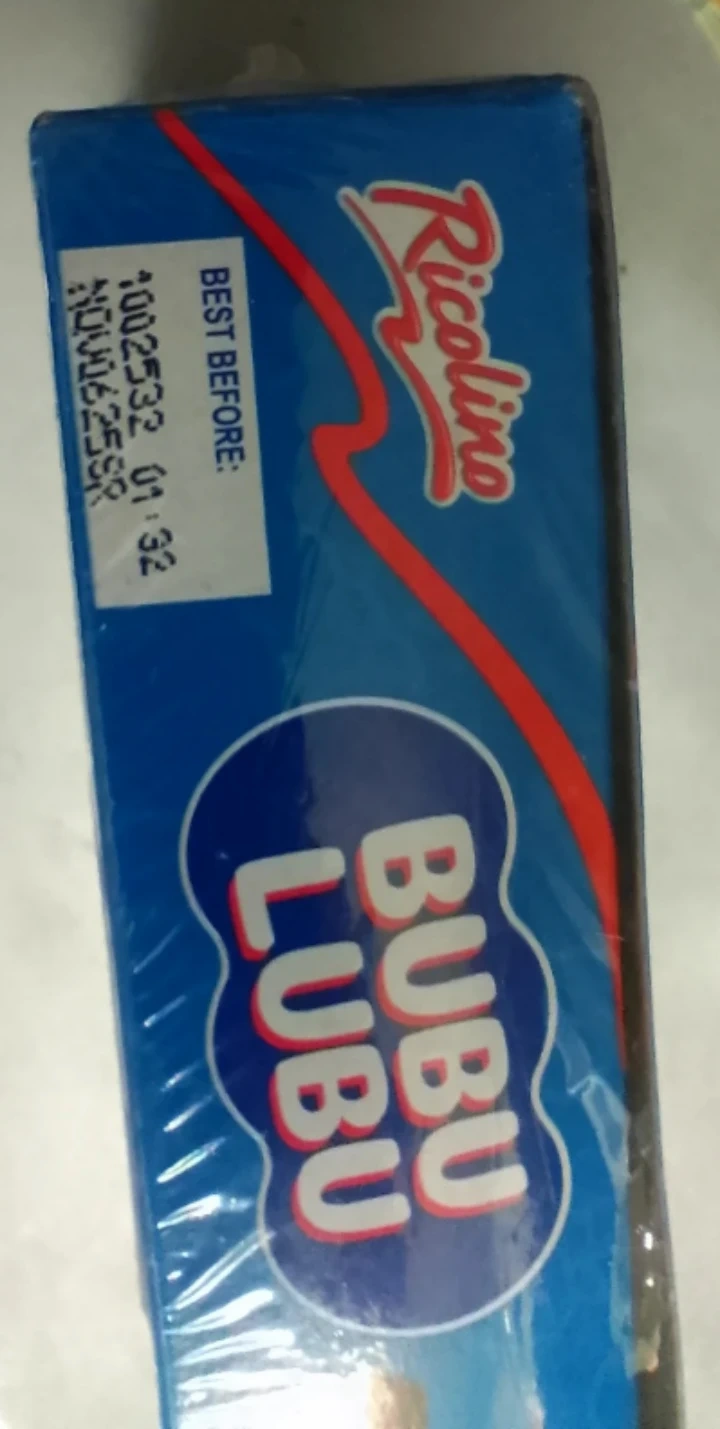 Ricolino
BEST BEFORE:
1002532 01:32
BUBU
LUBU